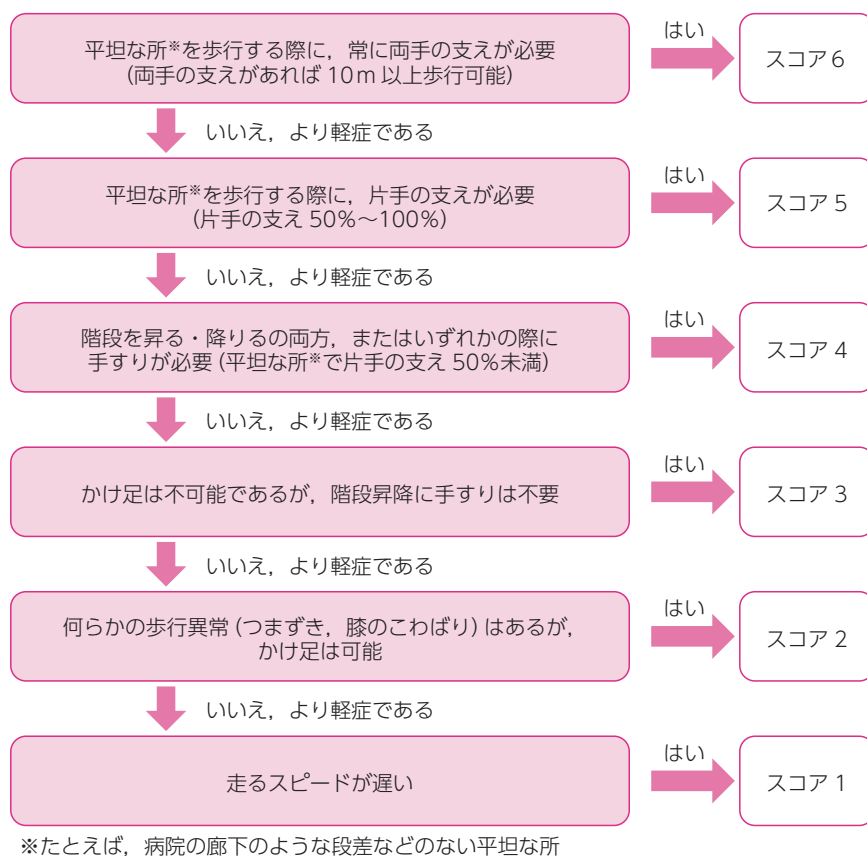 平坦な所※を歩行する際に，常に両手の支えが必要
（両手の支えがあれば 10m 以上歩行可能）
はい
スコア 6
いいえ，より軽症である
平坦な所※を歩行する際に，片手の支えが必要
（片手の支え 50％～100％）
はい
スコア 5
いいえ，より軽症である
階段を昇る・降りるの両方，またはいずれかの際に
手すりが必要（平坦な所※で片手の支え 50％未満）
はい
スコア 4
いいえ，より軽症である
かけ足は不可能であるが，階段昇降に手すりは不要
はい
スコア 3
いいえ，より軽症である
何らかの歩行異常（つまずき，膝のこわばり）はあるが，
かけ足は可能
はい
スコア 2
いいえ，より軽症である
走るスピードが遅い
はい
スコア 1
※たとえば，病院の廊下のような段差などのない平坦な所